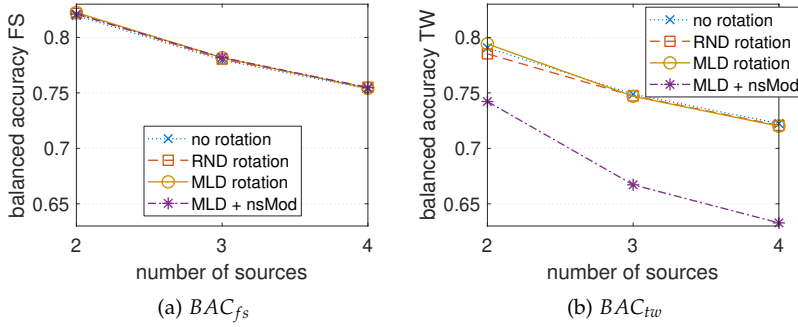 balanced accuracy FS
0.8
0.75
0.7
0.65
no rotation
RND rotation
MLD rotation
MLD + nsMod
2
3
4
number of sources
(a) BAC_fs
balanced accuracy TW
0.8
0.75
0.7
0.65
no rotation
RND rotation
MLD rotation
MLD + nsMod
2
3
4
number of sources
(b) BAC_tw